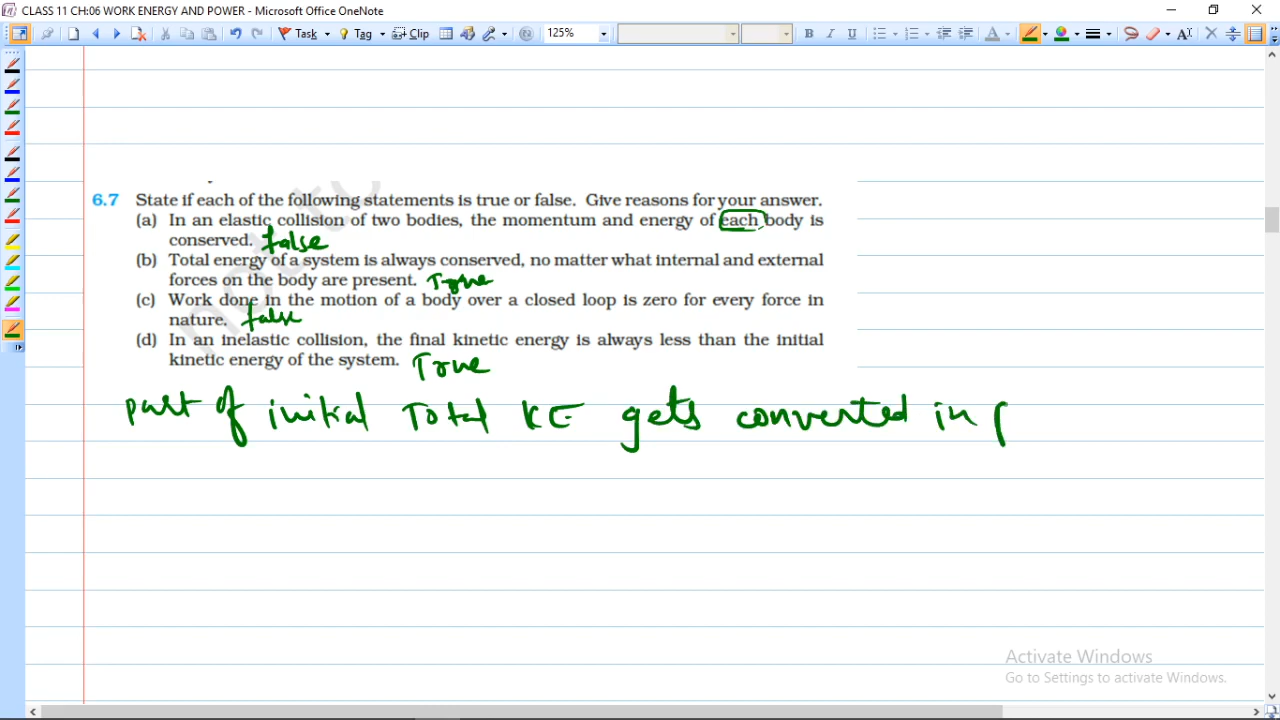 CLASS 11 CH:06 WORK ENERGY AND POWER - Microsoft Office OneNote
Task Tag Clip 125% B I U
6.7 State if each of the following statements is true or false. Give reasons for your answer.
(a) In an elastic collision of two bodies, the momentum and energy of each body is
conserved. false
(b) Total energy of a system is always conserved, no matter what internal and external
forces on the body are present. True
(c) Work done in the motion of a body over a closed loop is zero for every force in
nature. false
(d) In an inelastic collision, the final kinetic energy is always less than the initial
kinetic energy of the system. True
part of initial Total KE gets converted in
Activate Windows
Go to Settings to activate Windows.